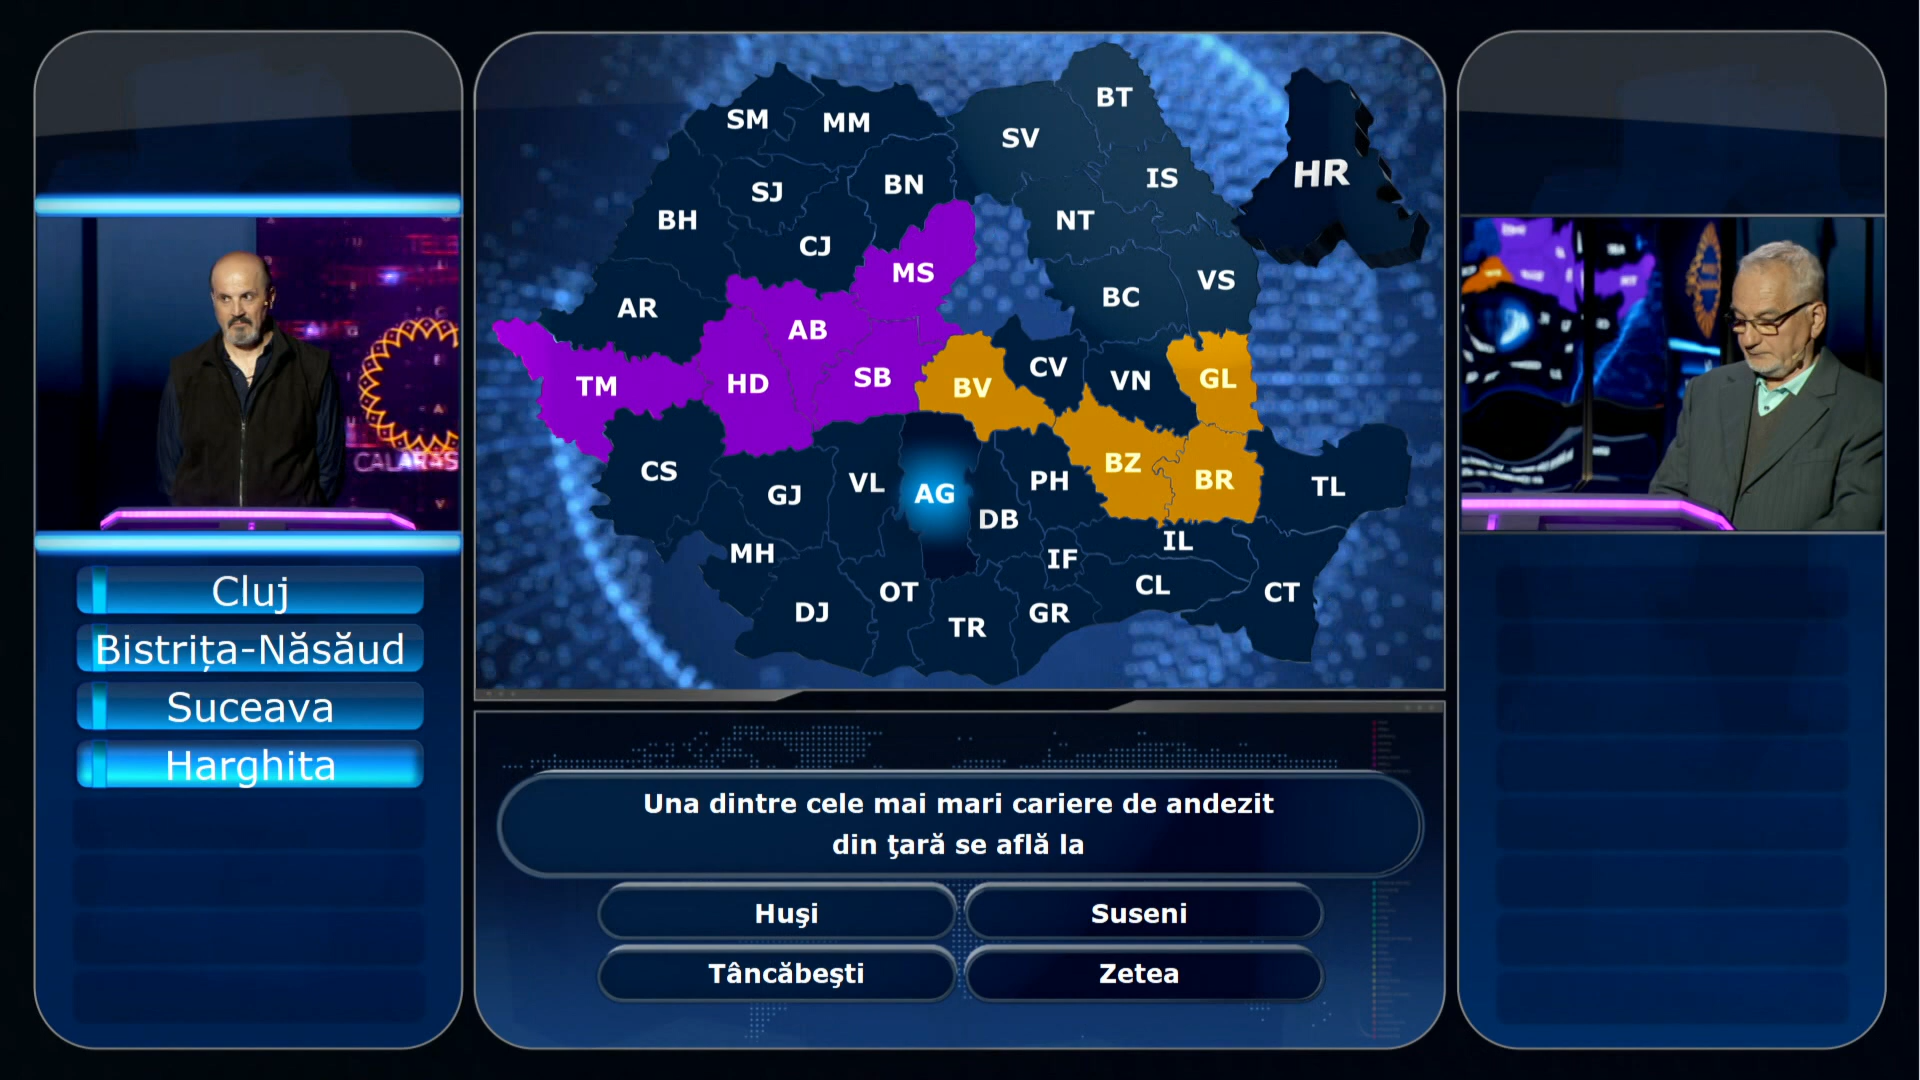 Cluj
Bistrița-Năsăud
Suceava
Harghita
CALARAS
SM
MM
SV
BT
HR
BH
SJ
BN
NT
IS
CJ
MS
BC
VS
AR
AB
TM
HD
SB
BV
CV
VN
GL
CS
GJ
VL
AG
DB
PH
BZ
BR
TL
MH
DJ
OT
TR
IF
GR
IL
CL
CT
Una dintre cele mai mari cariere de andezit
din ţară se află la
Huşi
Suseni
Tâncăbeşti
Zetea